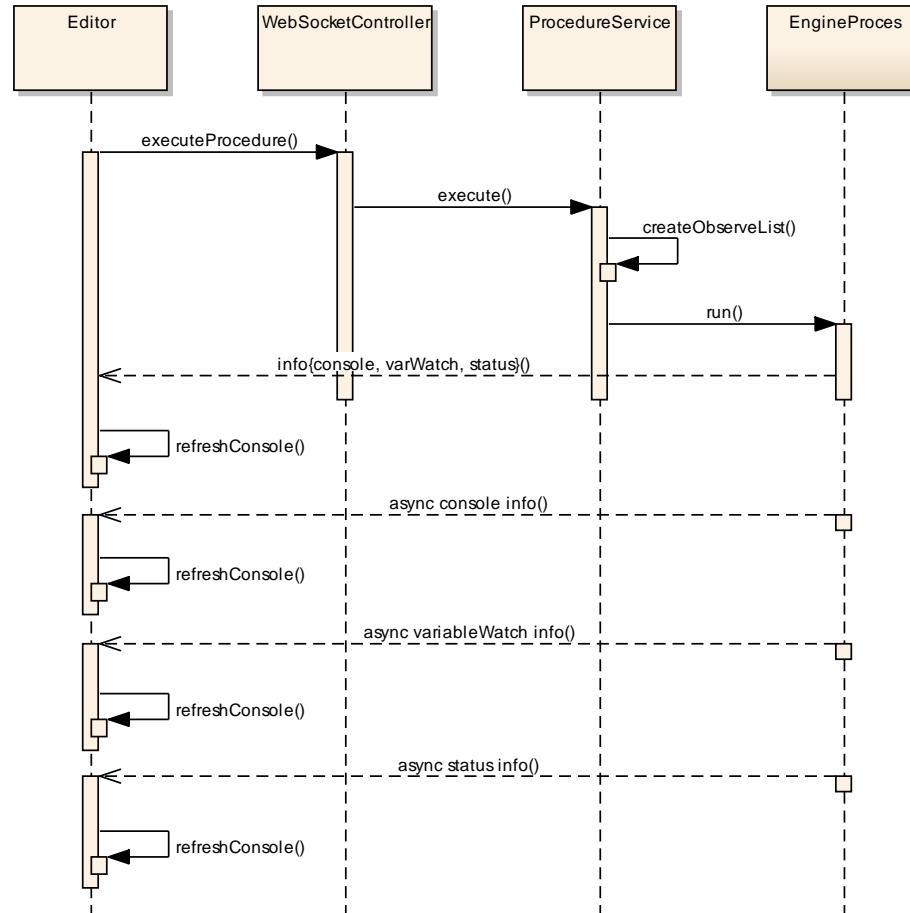 Editor
WebSocketController
ProcedureService
EngineProces
executeProcedure()
execute()
createObserveList()
run()
info{console, varWatch, status}()
refreshConsole()
async console info()
refreshConsole()
async variableWatch info()
refreshConsole()
async status info()
refreshConsole()